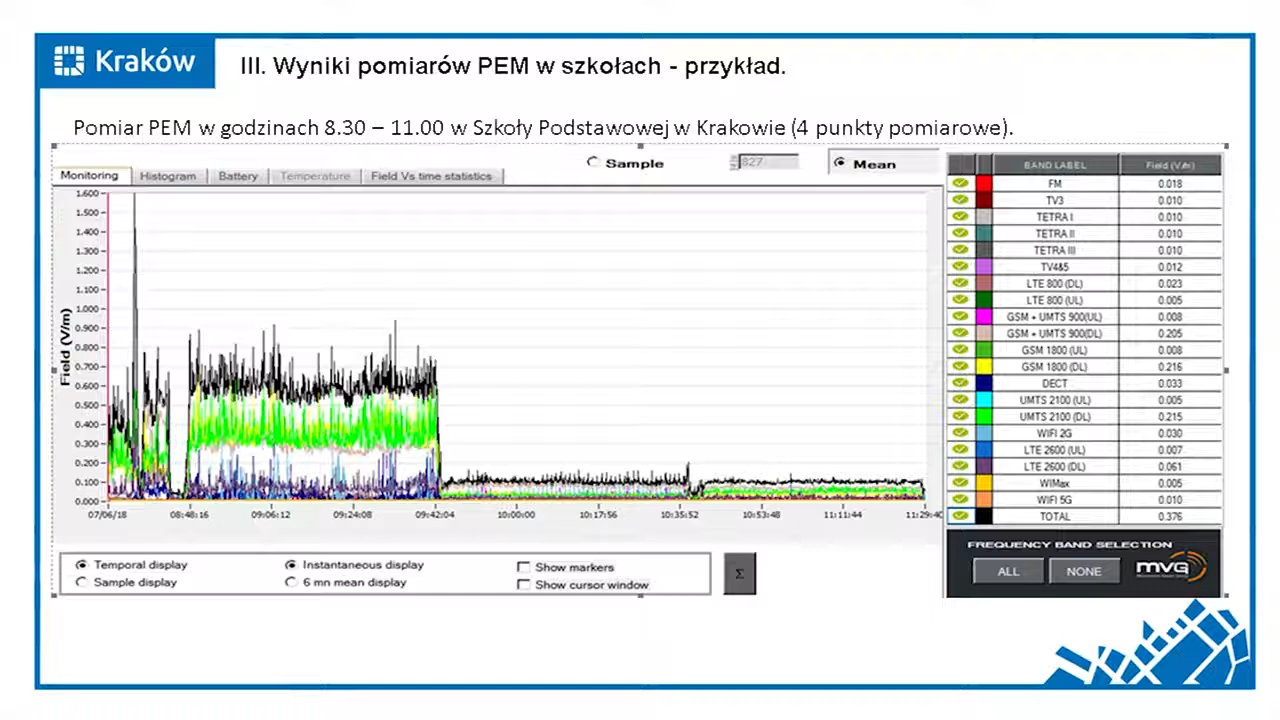 Kraków
III. Wyniki pomiarów PEM w szkołach - przykład.
Pomiar PEM w godzinach 8.30 – 11.00 w Szkoły Podstawowej w Krakowie (4 punkty pomiarowe).
Sample 827 Mean
Monitoring Histogram Battery Temperature Field Vs time statistics
Field (V/m)
1.600
1.500
1.400
1.300
1.200
1.100
1.000
0.900
0.800
0.700
0.600
0.500
0.400
0.300
0.200
0.100
0.000
07/06/18 08:48:16 09:06:12 09:24:08 09:42:04 10:00:00 10:17:56 10:35:52 10:53:48 11:11:44 11:29:40
Temporal display Instantaneous display Show markers
Sample display 6 mn mean display Show cursor window
Σ
BAND LABEL Field (V/m)
FM 0.018
TV3 0.010
TETRA I 0.010
TETRA II 0.010
TETRA III 0.010
TV4&5 0.012
LTE 800 (DL) 0.023
LTE 800 (UL) 0.005
GSM + UMTS 900(UL) 0.008
GSM + UMTS 900(DL) 0.205
GSM 1800 (UL) 0.008
GSM 1800 (DL) 0.216
DECT 0.033
UMTS 2100 (UL) 0.005
UMTS 2100 (DL) 0.215
WIFI 2G 0.030
LTE 2600 (UL) 0.007
LTE 2600 (DL) 0.061
WIMax 0.005
WIFI 5G 0.010
TOTAL 0.376
FREQUENCY BAND SELECTION
ALL NONE mvg